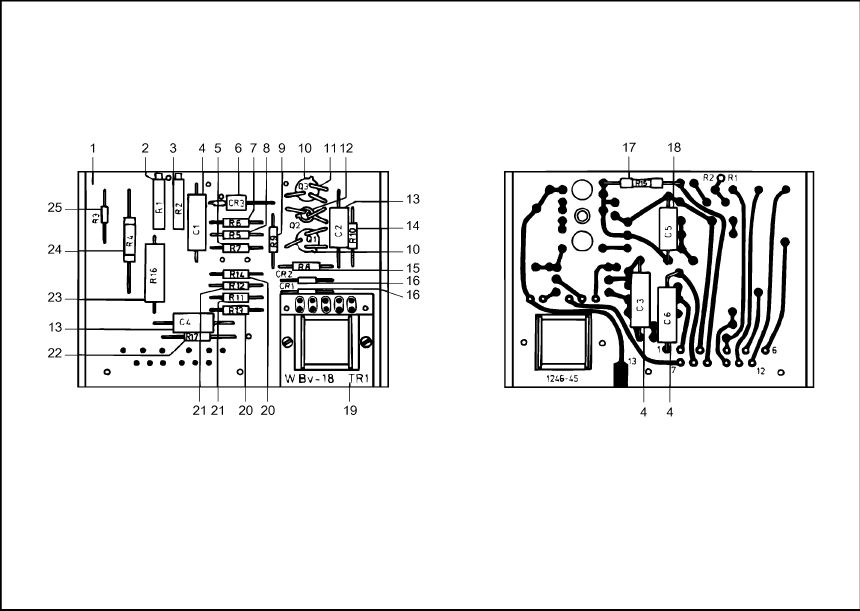 1 2 3 4 5 6 7 8 9 10 11 12
17 18
R1 R2 CR3 Q3
R15 R2 R1
25 R3 13
R6
C1 R5 Q2 C2 14
R4 R7 R9 Q1 R10 C5
24 10
R16 R14 R8 15
CR2 16
R12 CR1 16
23 R11
R13 C3 C6
13 C4
R17
22 1 6
13 7 12
WBv-18 TR1 1246-45
21 21 20 20 19 4 4